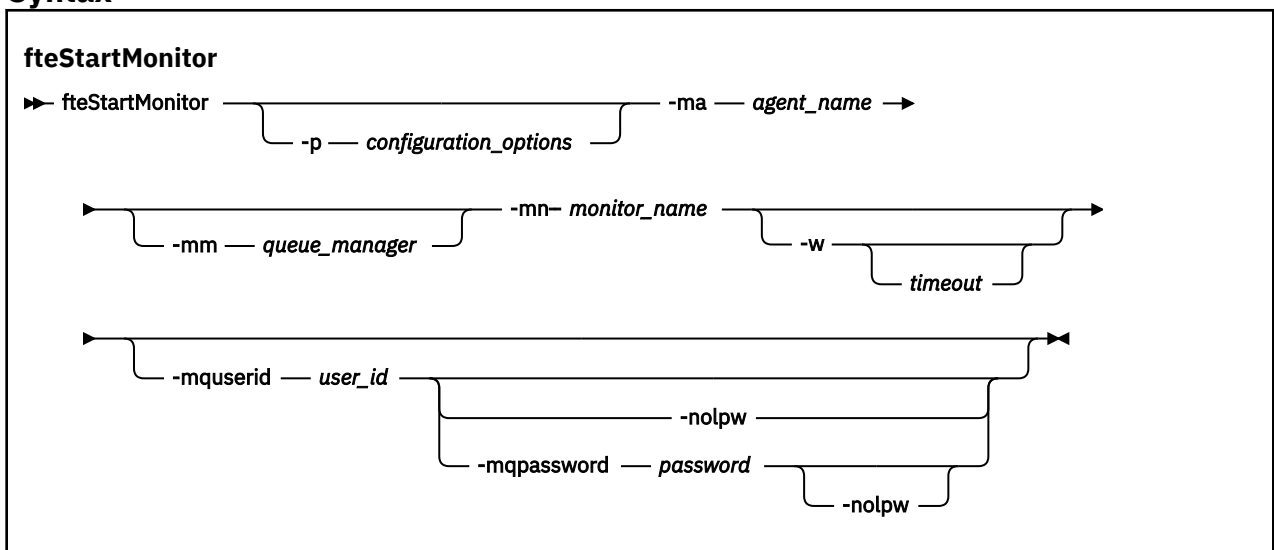 Syntax
fteStartMonitor
fteStartMonitor -ma agent_name
-p configuration_options
-mn monitor_name
-mm queue_manager -w
timeout
-mquserid user_id
-nolpw
-mqpassword password
-nolpw